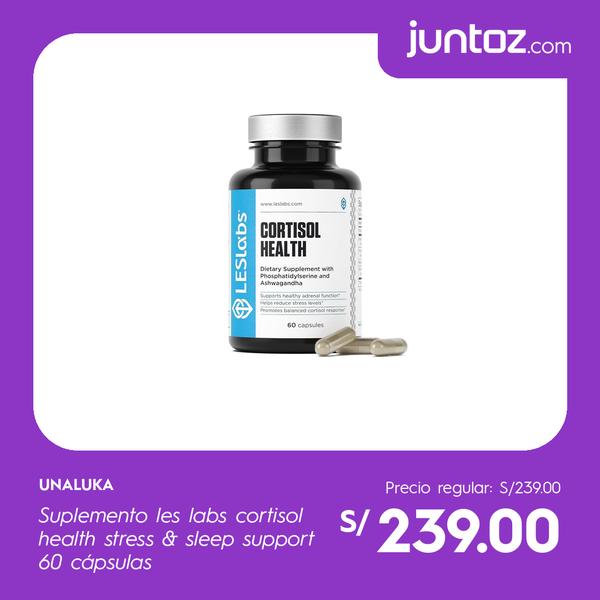 juntoz.com
www.leslabs.com
LESlabs
CORTISOL
HEALTH
Dietary Supplement with
Phosphatidylserine and
Ashwagandha
Supports healthy adrenal function*
Helps reduce stress levels*
Promotes balanced cortisol response*
60 capsules
UNALUKA
Suplemento les labs cortisol
health stress & sleep support
60 cápsulas
Precio regular: S/239.00
S/ 239.00